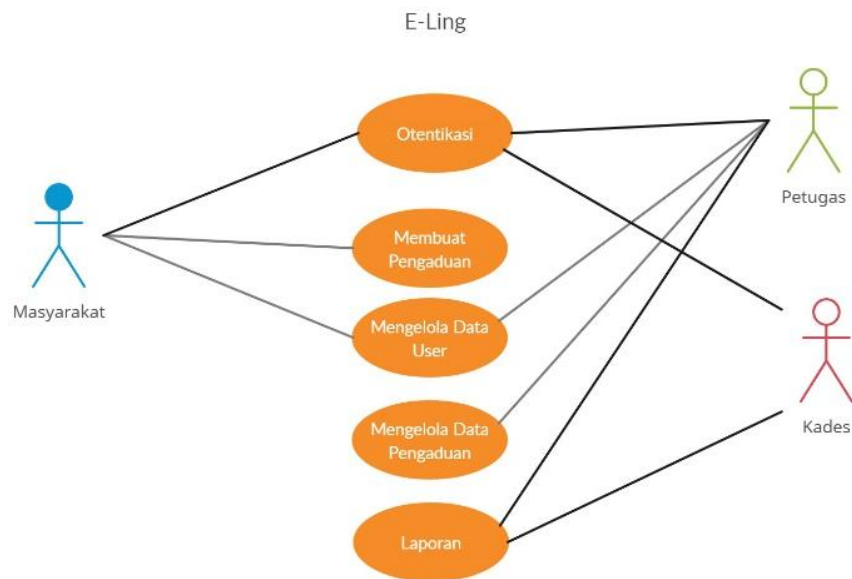 E-Ling
Otentikasi
Petugas
Membuat
Pengaduan
Masyarakat
Mengelola Data
User
Kades
Mengelola Data
Pengaduan
Laporan